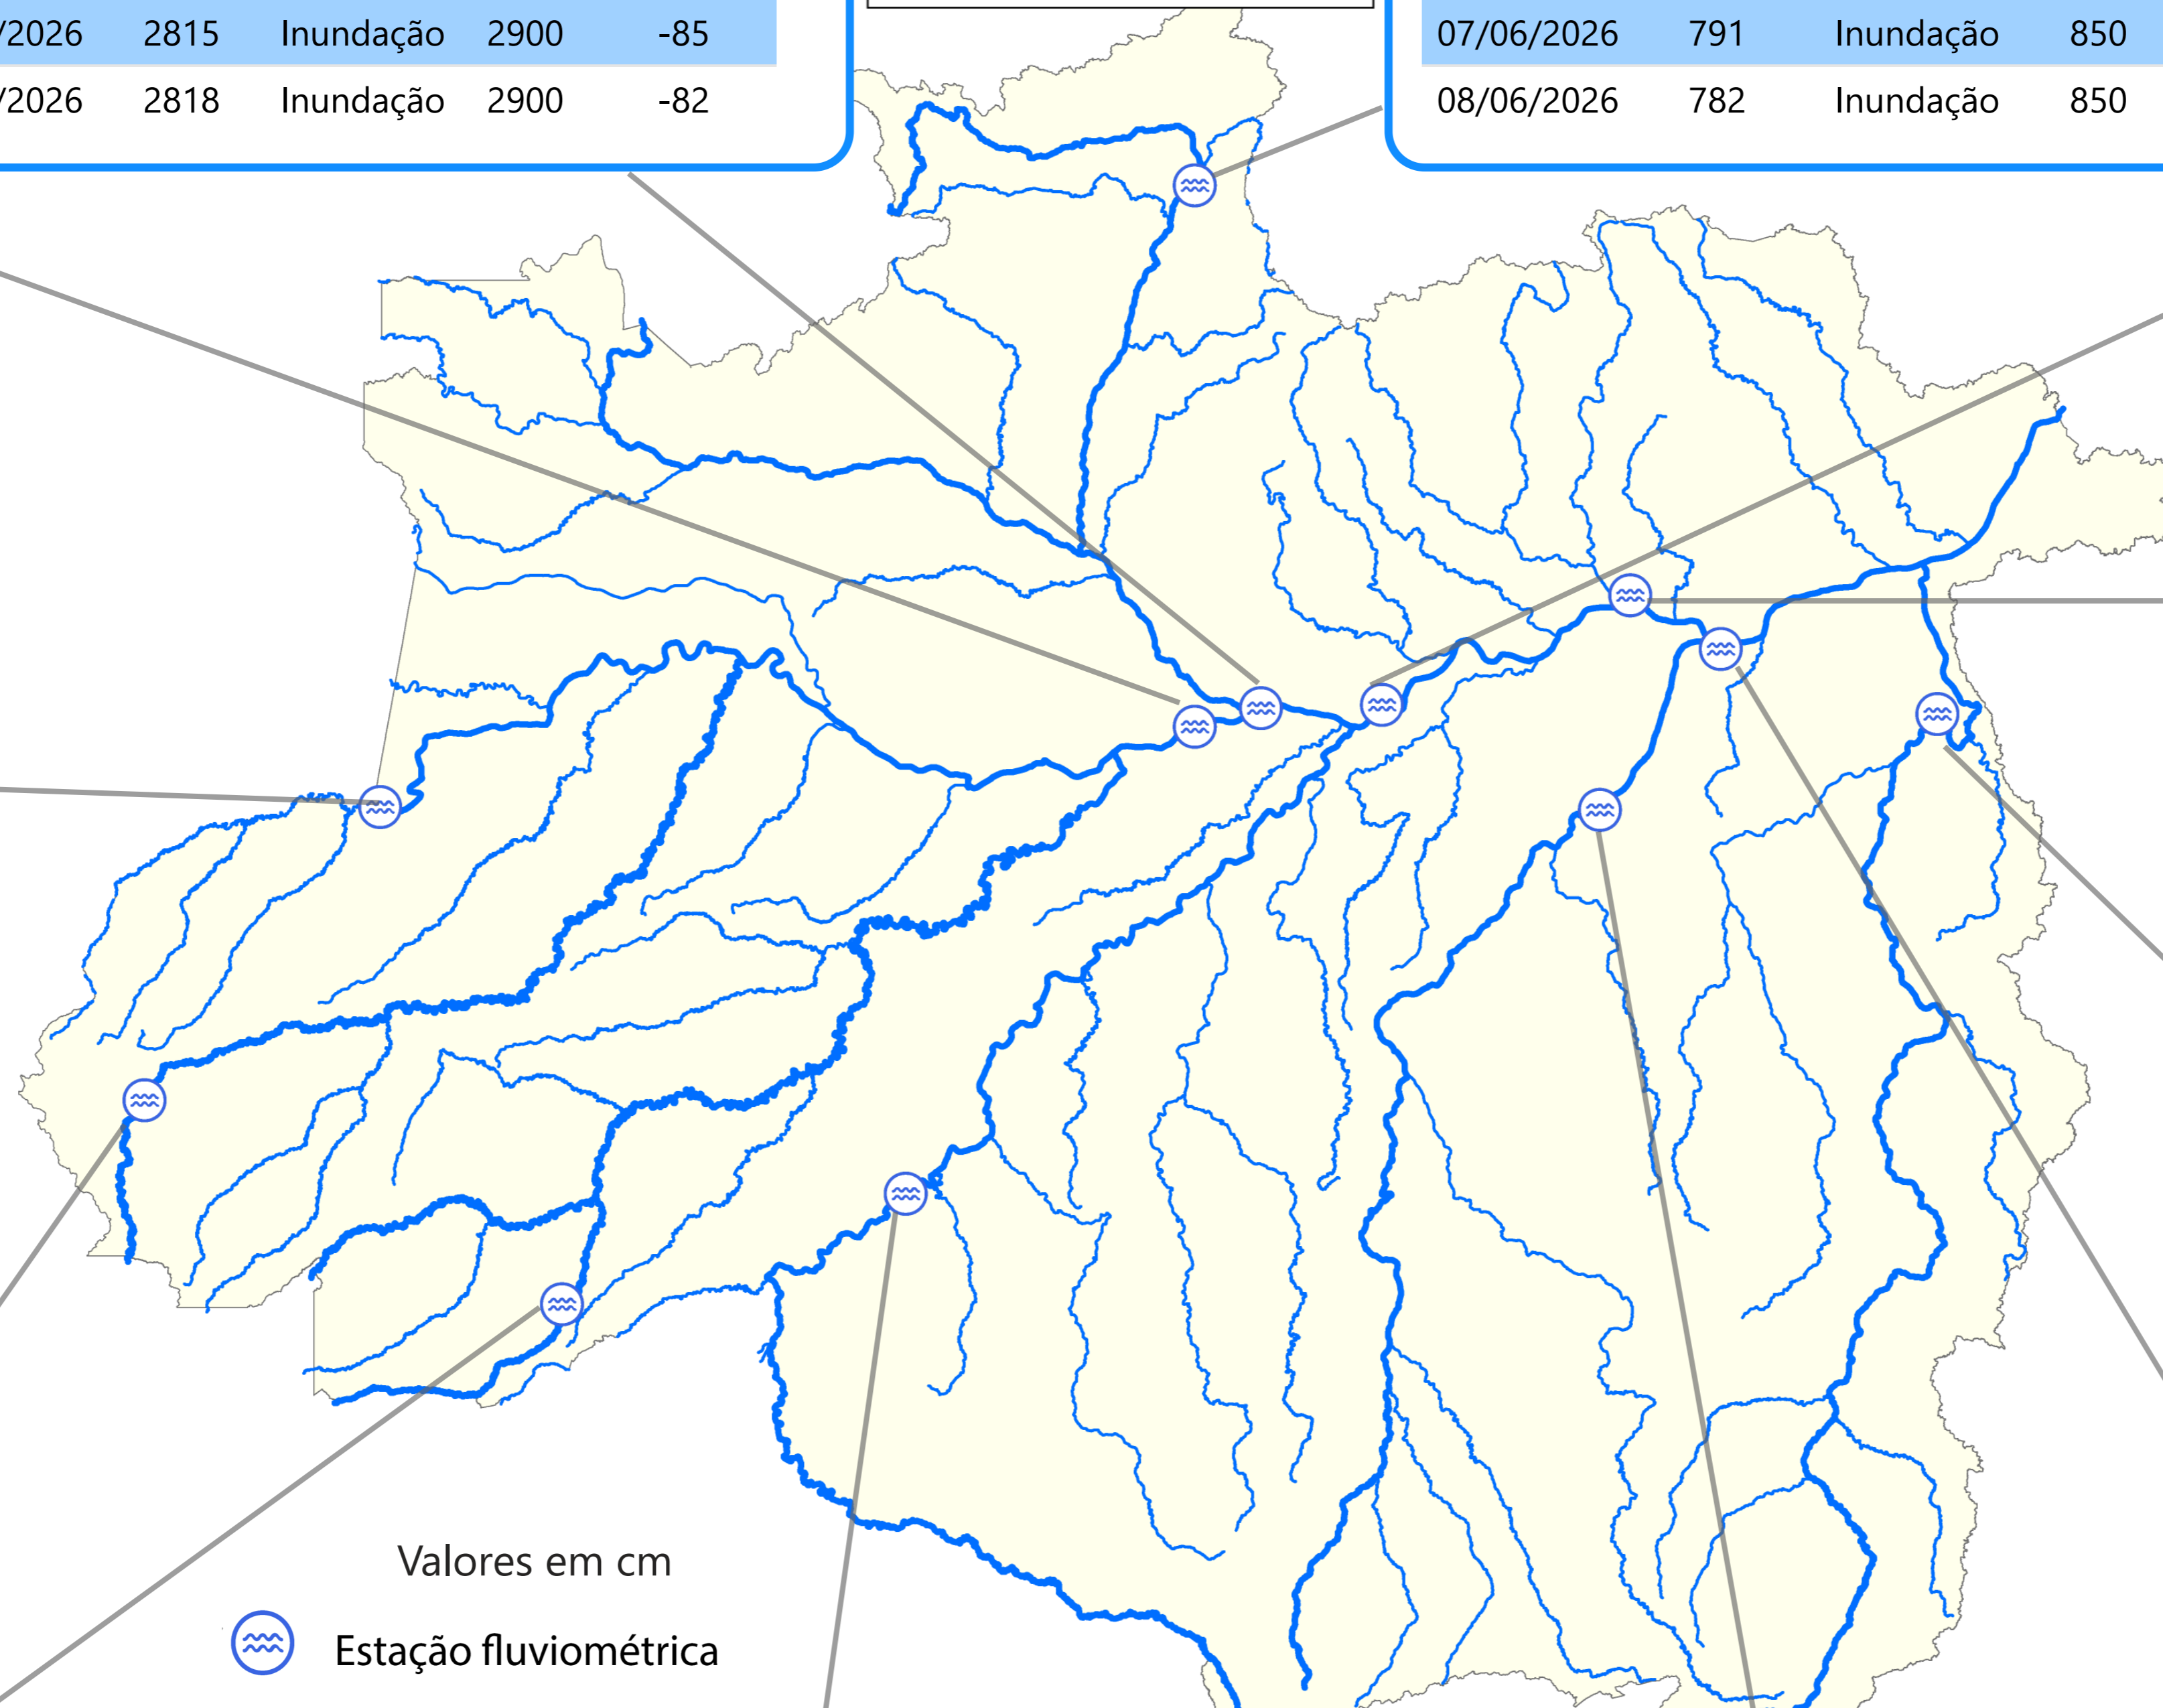 /2026 2815 Inundação 2900 -85
/2026 2818 Inundação 2900 -82
07/06/2026 791 Inundação 850
08/06/2026 782 Inundação 850
Valores em cm
Estação fluviométrica